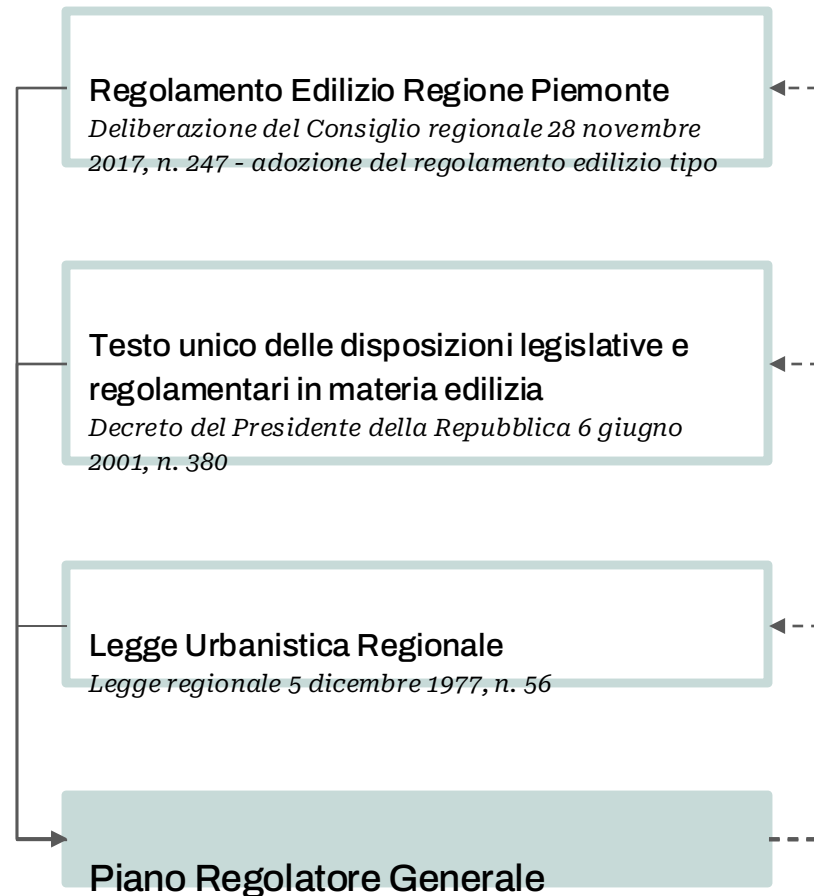 Regolamento Edilizio Regione Piemonte
Deliberazione del Consiglio regionale 28 novembre
2017, n. 247 - adozione del regolamento edilizio tipo
Testo unico delle disposizioni legislative e
regolamentari in materia edilizia
Decreto del Presidente della Repubblica 6 giugno
2001, n. 380
Legge Urbanistica Regionale
Legge regionale 5 dicembre 1977, n. 56
Piano Regolatore Generale